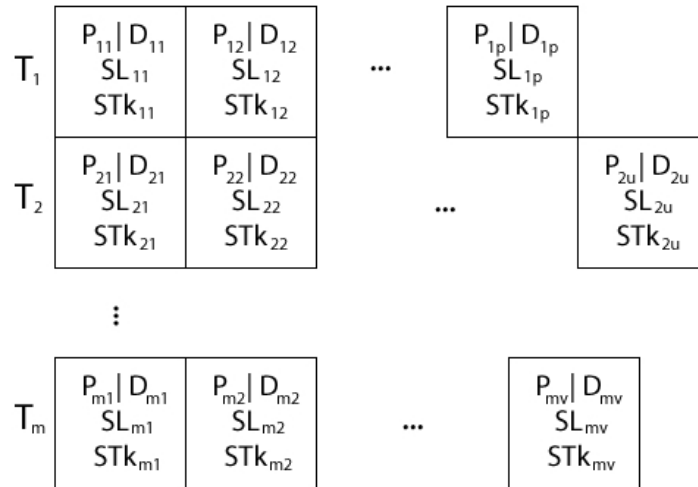 P₁₁| D₁₁ P₁₂| D₁₂ P₁ₚ| D₁ₚ
T₁ SL₁₁ SL₁₂ ... SL₁ₚ
STk₁₁ STk₁₂ STk₁ₚ
P₂₁| D₂₁ P₂₂| D₂₂ P₂ᵤ| D₂ᵤ
T₂ SL₂₁ SL₂₂ ... SL₂ᵤ
STk₂₁ STk₂₂ STk₂ᵤ
⋮
Pₘ₁| Dₘ₁ Pₘ₂| Dₘ₂ Pₘᵥ| Dₘᵥ
Tₘ SLₘ₁ SLₘ₂ ... SLₘᵥ
STkₘ₁ STkₘ₂ STkₘᵥ